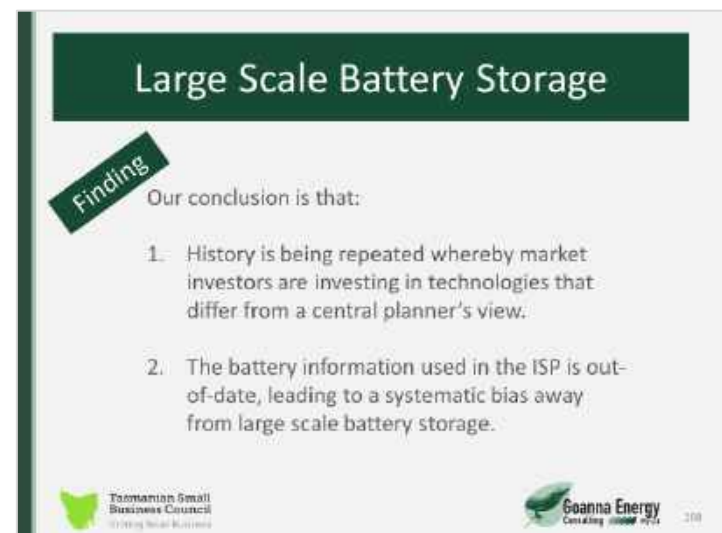 Large Scale Battery Storage
Finding
Our conclusion is that:
1. History is being repeated whereby market
investors are investing in technologies that
differ from a central planner's view.
2. The battery information used in the ISP is out-
of-date, leading to a systematic bias away
from large scale battery storage.
Tasmanian Small
Business Council
Goanna Energy
Consulting